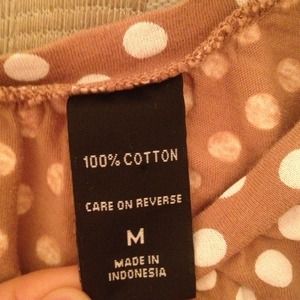 100% COTTON
CARE ON REVERSE
M
MADE IN
INDONESIA